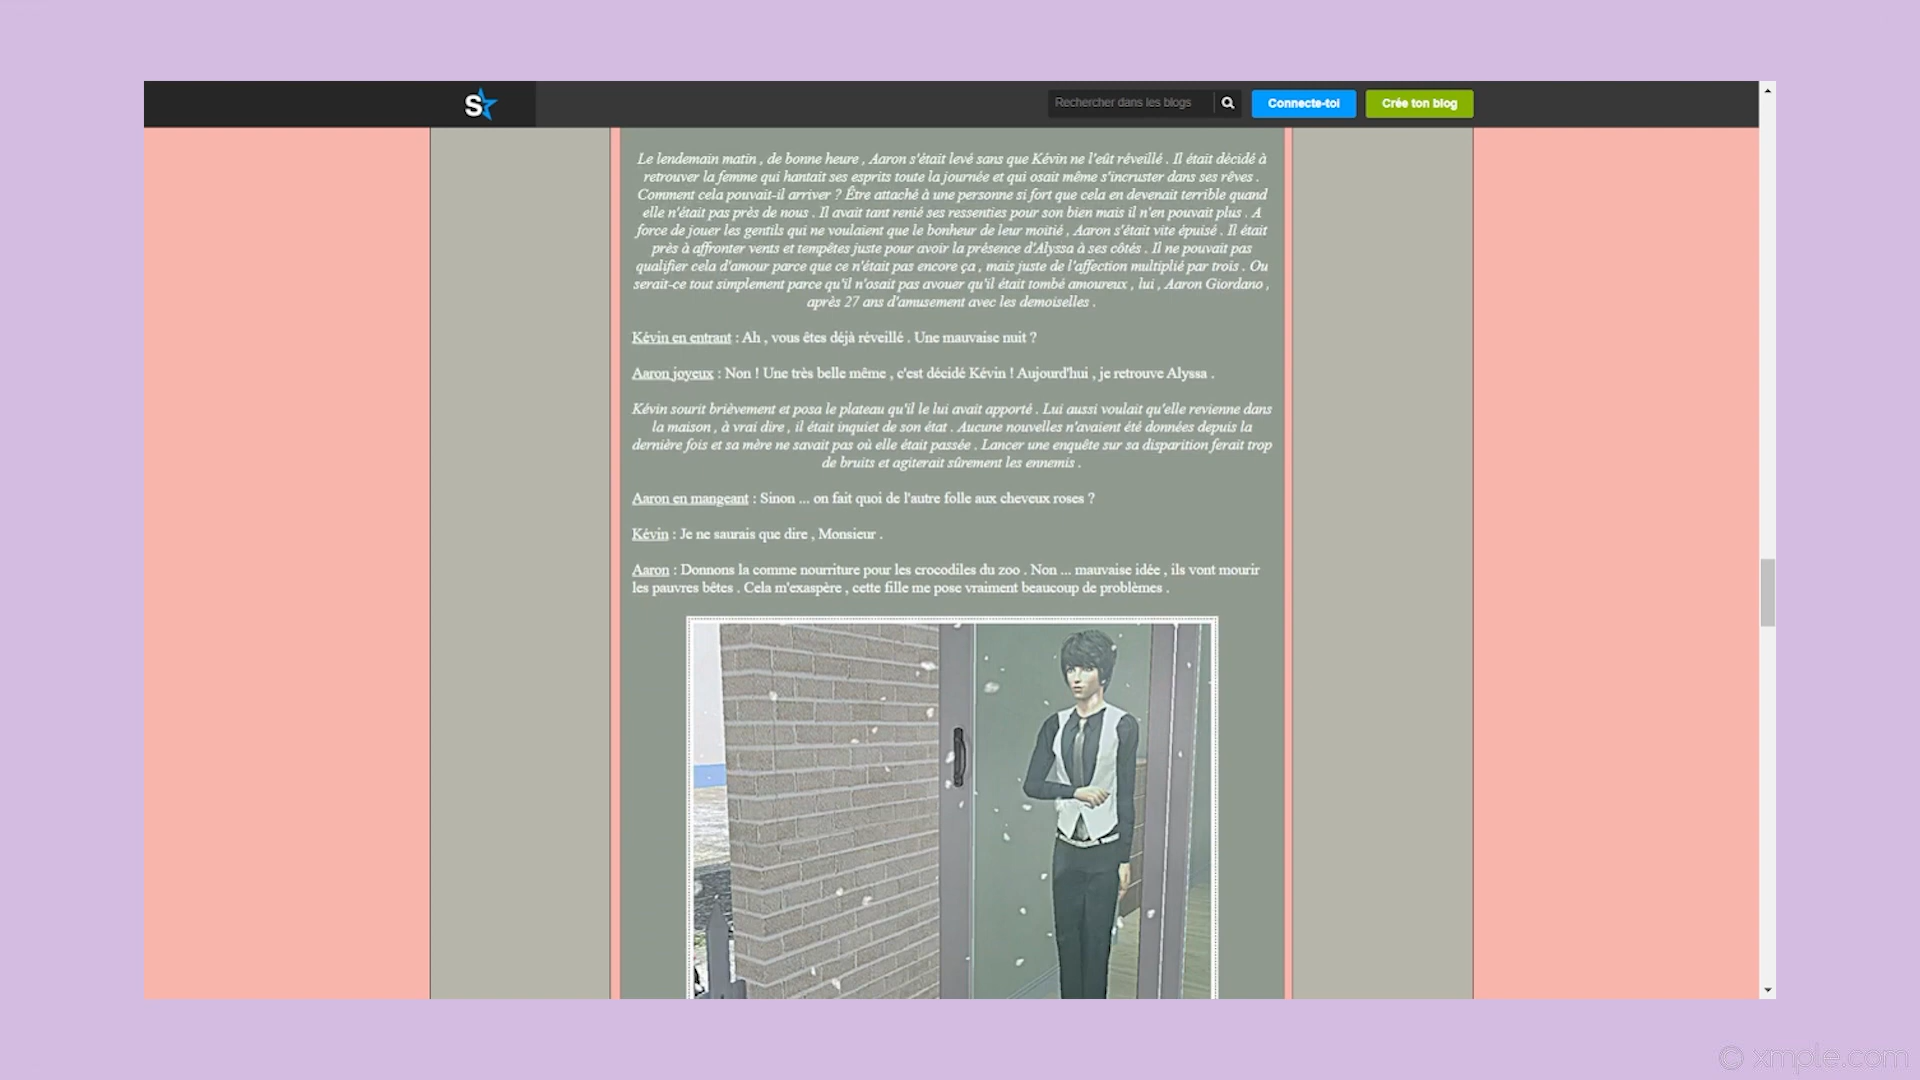 S
Rechercher dans les blogs
Connecte-toi
Crée ton blog
Le lendemain matin , de bonne heure , Aaron s'était levé sans que Kévin ne l'eût réveillé . Il était décidé à
retrouver la femme qui hantait ses esprits toute la journée et qui osait même s'incruster dans ses rêves .
Comment cela pouvait-il arriver ? Être attaché à une personne si fort que cela en devenait terrible quand
elle n'était pas près de nous . Il avait tant renié ses ressenties pour son bien mais il n'en pouvait plus . A
force de jouer les gentils qui ne voulaient que le bonheur de leur moitié , Aaron s'était vite épuisé . Il était
près à affronter vents et tempêtes juste pour avoir la présence d'Alyssa à ses côtés . Il ne pouvait pas
qualifier cela d'amour parce que ce n'était pas encore ça , mais juste de l'affection multiplié par trois . Ou
serait-ce tout simplement parce qu'il n'osait pas avouer qu'il était tombé amoureux , lui , Aaron Giordano ,
après 27 ans d'amusement avec les demoiselles .
Kévin en entrant : Ah , vous êtes déjà réveillé . Une mauvaise nuit ?
Aaron joyeux : Non ! Une très belle même , c'est décidé Kévin ! Aujourd'hui , je retrouve Alyssa .
Kévin sourit brièvement et posa le plateau qu'il le lui avait apporté . Lui aussi voulait qu'elle revienne dans
la maison , à vrai dire , il était inquiet de son état . Aucune nouvelles n'avaient été données depuis la
dernière fois et sa mère ne savait pas où elle était passée . Lancer une enquête sur sa disparition ferait trop
de bruits et agiterait sûrement les ennemis .
Aaron en mangeant : Sinon ... on fait quoi de l'autre folle aux cheveux roses ?
Kévin : Je ne saurais que dire , Monsieur .
Aaron : Donnons la comme nourriture pour les crocodiles du zoo . Non ... mauvaise idée , ils vont mourir
les pauvres bêtes . Cela m'exaspère , cette fille me pose vraiment beaucoup de problèmes .
© xmple.com